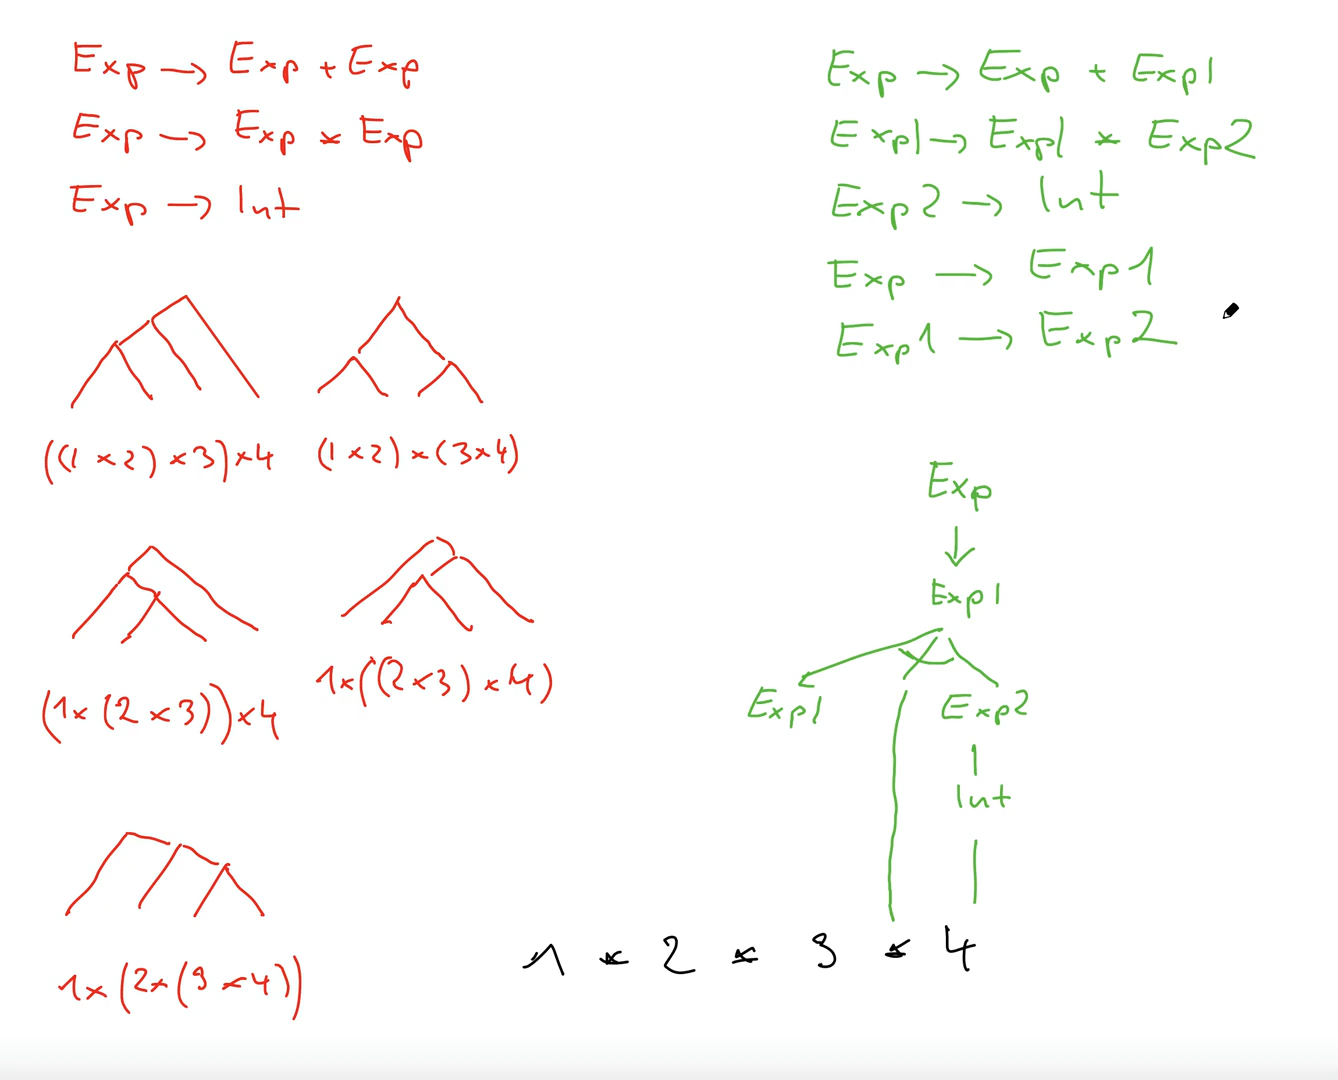 Exp → Exp + Exp
Exp → Exp * Exp
Exp → Int
((1 * 2) * 3) * 4
(1 * 2) * (3 * 4)
(1 * (2 * 3)) * 4
1 * ((2 * 3) * 4)
1 * (2 * (3 * 4))
Exp → Exp + Exp1
Exp1 → Exp1 * Exp2
Exp2 → Int
Exp → Exp1
Exp1 → Exp2
Exp
↓
Exp1
Exp1 Exp2
Int
1 * 2 * 3 * 4